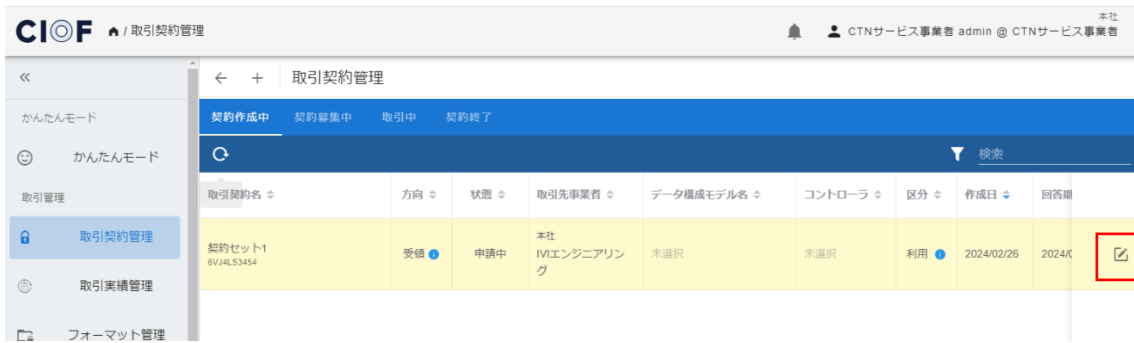 本社
CIOF / 取引契約管理
CTNサービス事業者 admin @ CTNサービス事業者
取引契約管理
かんたんモード
契約作成中 契約募集中 取引中 契約終了
かんたんモード
検索
取引管理
取引契約名 方向 状態 取引先事業者 データ構成モデル名 コントローラ 区分 作成日 回答期
取引契約管理
本社
契約セット1
6VJ4LS3454
受領 申請中 IVIエンジニアリン 未選択 未選択 利用 2024/02/26
グ
取引実績管理
フォーマット管理